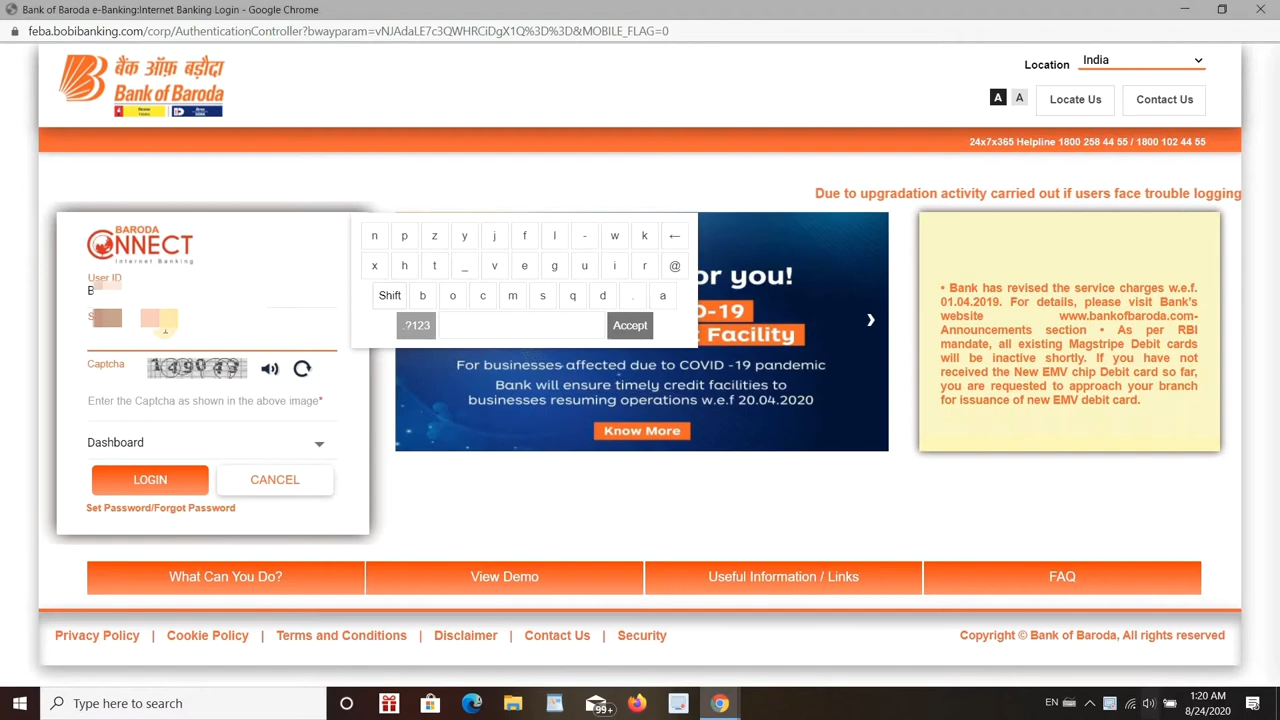 Bank of Baroda e-Banking:Internet Banking Login - Google Chrome
feba.bobibanking.com/corp/AuthenticationController?bwayparam=vNJAdaLE7c3QWHRCiDgX1Q%3D%3D&MOBILE_FLAG=0
बैंक ऑफ़ बड़ौदा
Bank of Baroda
Location India
A A Locate Us Contact Us
24x7x365 Helpline 1800 258 44 55 / 1800 102 44 55
Due to upgradation activity carried out if users face trouble logging
BARODA
CONNECT
Internet Banking
User ID
B
Captcha
Enter the Captcha as shown in the above image*
Dashboard
LOGIN CANCEL
Set Password/Forgot Password
n p z y j f l - w k ←
x h t _ v e g u i r @
Shift b o c m s q d . a
.?123 Accept
or you!
D-19
Facility
For businesses affected due to COVID -19 pandemic
Bank will ensure timely credit facilities to
businesses resuming operations w.e.f 20.04.2020
Know More
• Bank has revised the service charges w.e.f.
01.04.2019. For details, please visit Bank's
website www.bankofbaroda.com-
Announcements section • As per RBI
mandate, all existing Magstripe Debit cards
will be inactive shortly. If you have not
received the New EMV chip Debit card so far,
you are requested to approach your branch
for issuance of new EMV debit card.
What Can You Do? View Demo Useful Information / Links FAQ
Privacy Policy | Cookie Policy | Terms and Conditions | Disclaimer | Contact Us | Security
Copyright © Bank of Baroda, All rights reserved
Type here to search
99+
EN
1:20 AM
8/24/2020